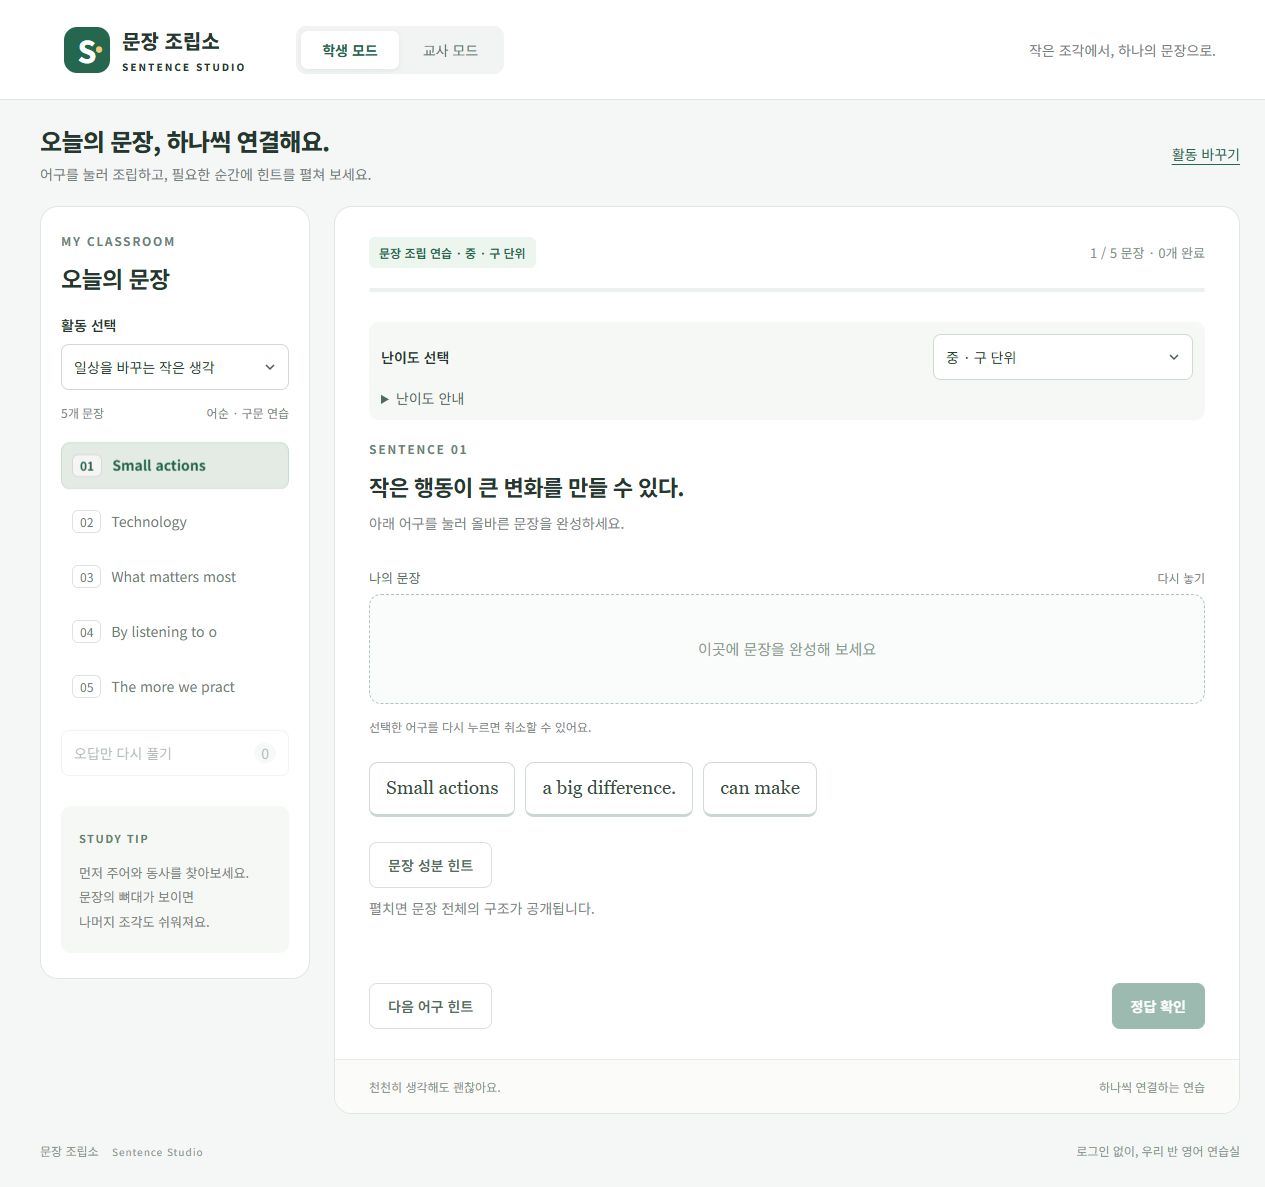 S
문장 조립소
SENTENCE STUDIO
학생 모드
교사 모드
작은 조각에서, 하나의 문장으로.
오늘의 문장, 하나씩 연결해요.
어구를 눌러 조립하고, 필요한 순간에 힌트를 펼쳐 보세요.
활동 바꾸기
MY CLASSROOM
오늘의 문장
활동 선택
일상을 바꾸는 작은 생각
5개 문장
어순 · 구문 연습
01 Small actions
02 Technology
03 What matters most
04 By listening to o
05 The more we pract
오답만 다시 풀기 0
STUDY TIP
먼저 주어와 동사를 찾아보세요.
문장의 뼈대가 보이면
나머지 조각도 쉬워져요.
문장 조립 연습 · 중 · 구 단위
1 / 5 문장 · 0개 완료
난이도 선택
중 · 구 단위
▶ 난이도 안내
SENTENCE 01
작은 행동이 큰 변화를 만들 수 있다.
아래 어구를 눌러 올바른 문장을 완성하세요.
나의 문장
다시 놓기
이곳에 문장을 완성해 보세요
선택한 어구를 다시 누르면 취소할 수 있어요.
Small actions
a big difference.
can make
문장 성분 힌트
펼치면 문장 전체의 구조가 공개됩니다.
다음 어구 힌트
정답 확인
천천히 생각해도 괜찮아요.
하나씩 연결하는 연습
문장 조립소 Sentence Studio
로그인 없이, 우리 반 영어 연습실